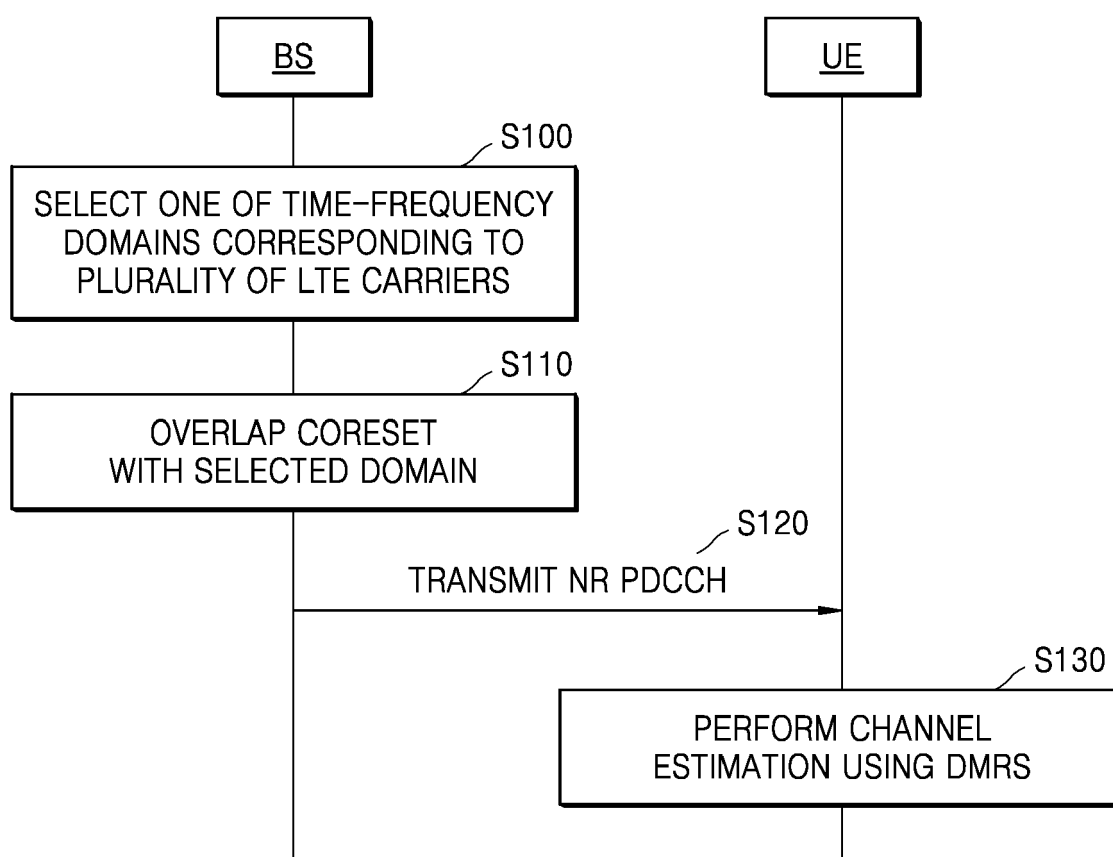 BS
UE
S100
SELECT ONE OF TIME-FREQUENCY
DOMAINS CORRESPONDING TO
PLURALITY OF LTE CARRIERS
S110
OVERLAP CORESET
WITH SELECTED DOMAIN
S120
TRANSMIT NR PDCCH
S130
PERFORM CHANNEL
ESTIMATION USING DMRS